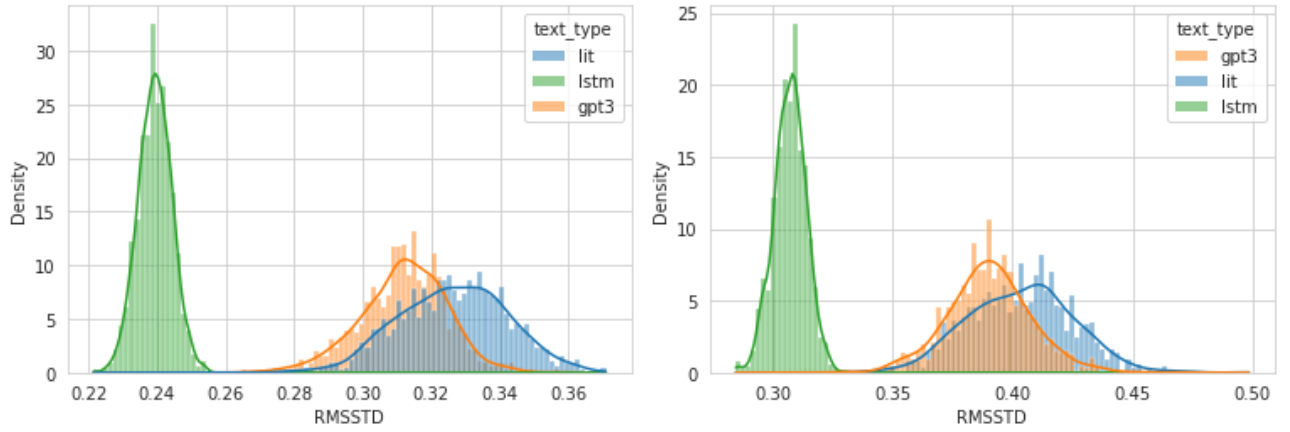 text_type
lit
lstm
gpt3
30
25
20
15
10
5
0
Density
0.22 0.24 0.26 0.28 0.30 0.32 0.34 0.36
RMSSTD
text_type
gpt3
lit
lstm
25
20
15
10
5
0
Density
0.30 0.35 0.40 0.45 0.50
RMSSTD